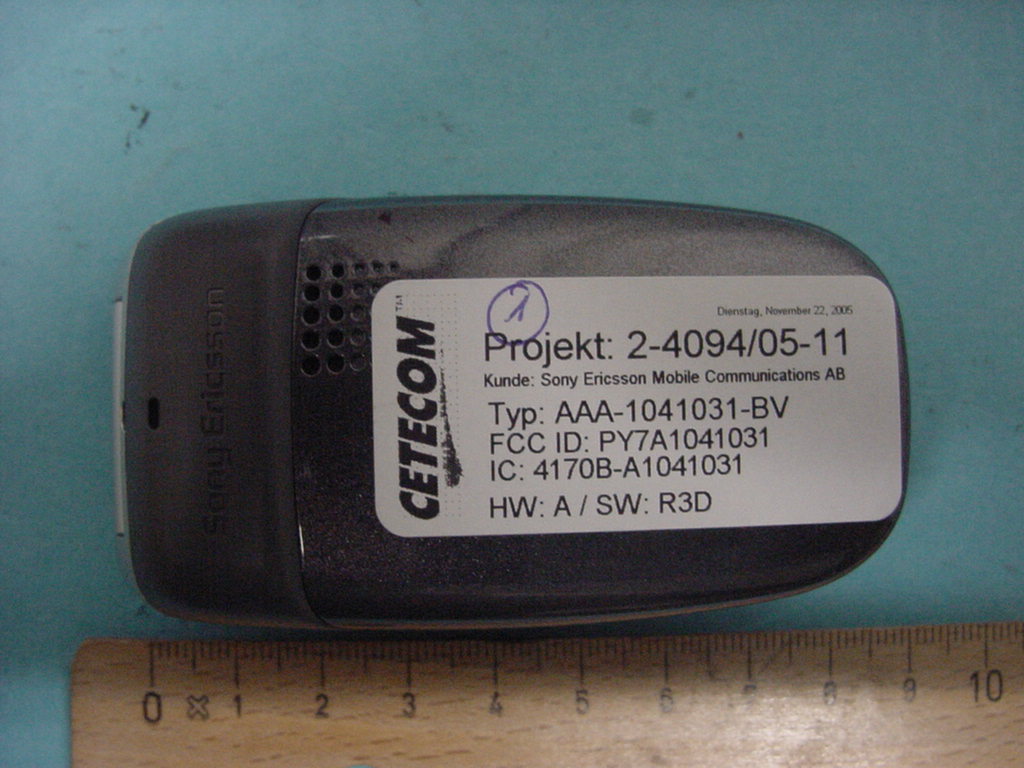 Sony Ericsson
CETECOM™
1
Dienstag, November 22, 2005
Projekt: 2-4094/05-11
Kunde: Sony Ericsson Mobile Communications AB
Typ: AAA-1041031-BV
FCC ID: PY7A1041031
IC: 4170B-A1041031
HW: A / SW: R3D
0 1 2 3 4 5 6 7 8 9 10